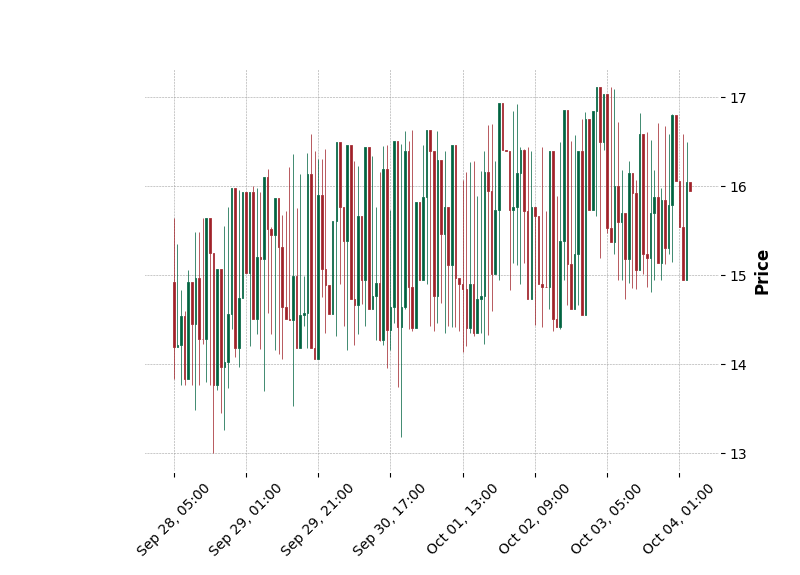 17
16
15
14
13
Price
Sep 28, 05:00
Sep 29, 01:00
Sep 29, 21:00
Sep 30, 17:00
Oct 01, 13:00
Oct 02, 09:00
Oct 03, 05:00
Oct 04, 01:00